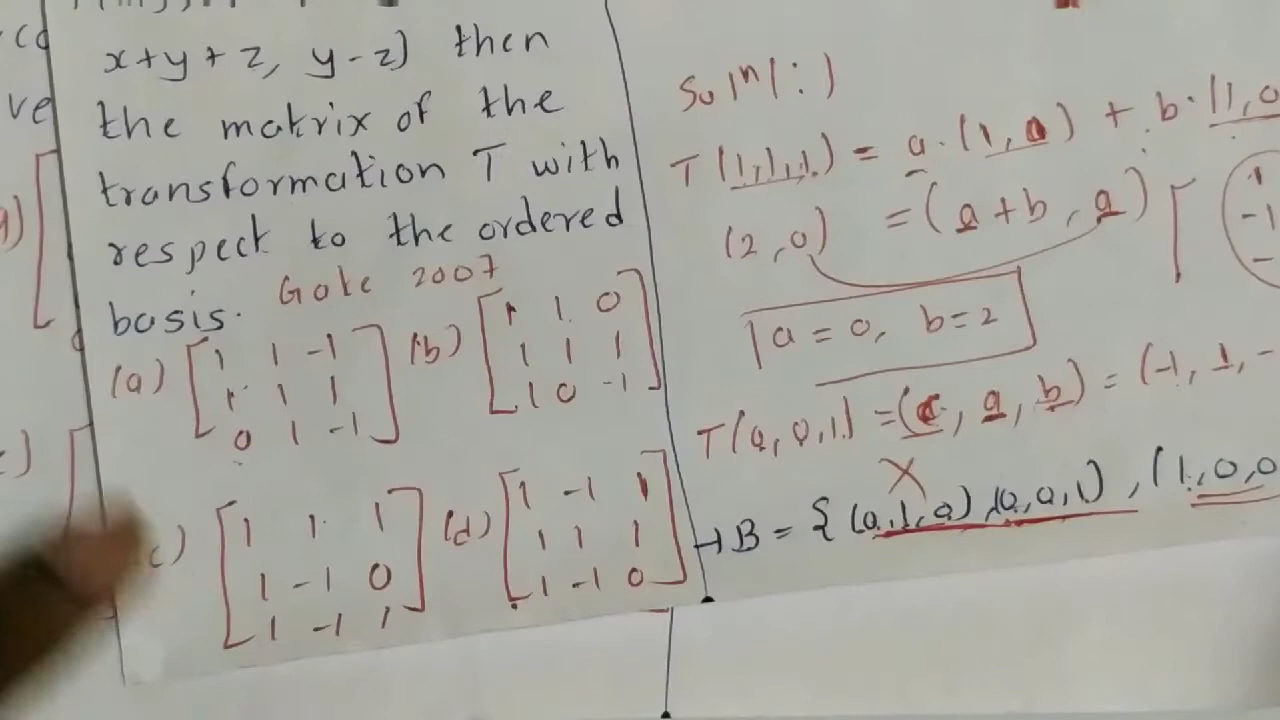 x+y+z, y-z) then
the matrix of the
transformation T with
respect to the ordered
basis. Gate 2007
(a) [1 1 -1
1 1 1
0 1 -1]
(b) [1 1 0
1 1 1
1 0 -1]
c) [1 1 1
1 -1 0
1 -1 1]
(d) [1 -1 1
1 1 1
1 -1 0]
Soln(:)
T(1,1,1) = a.(1,1) + b.(1,0
(2,0) = (a+b, a)
a=0, b=2
T(0,0,1) = (c, a, b) = (-1, 1, -
→B = {(0,1,0),(0,0,1),(1,0,0